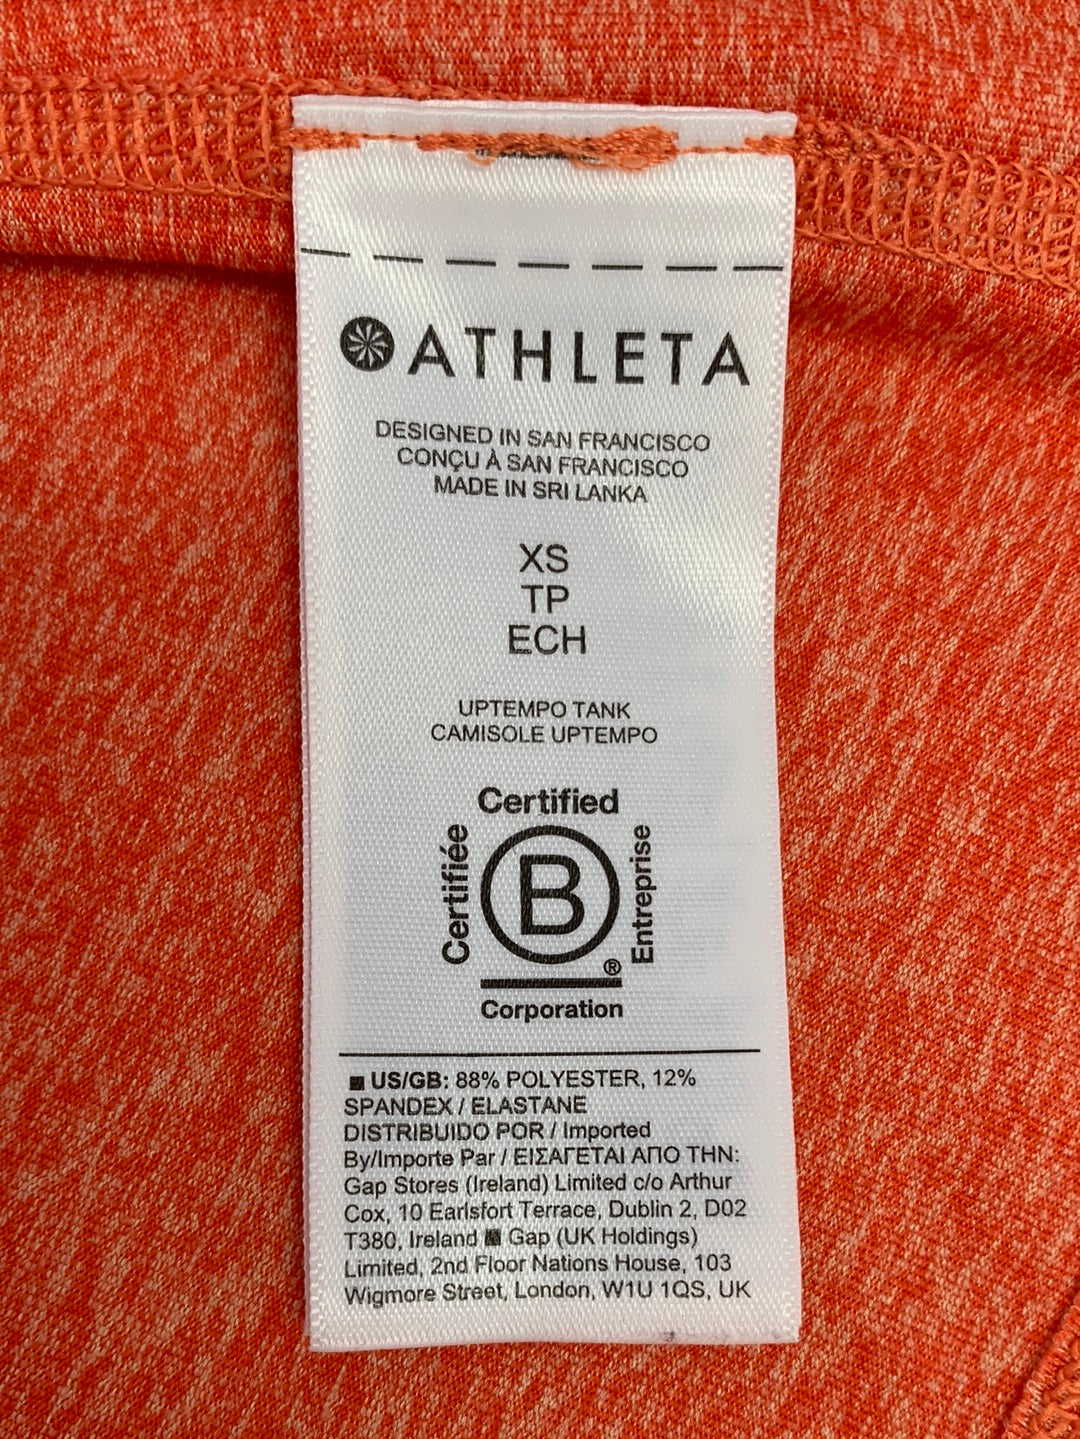 ATHLETA
DESIGNED IN SAN FRANCISCO
CONÇU À SAN FRANCISCO
MADE IN SRI LANKA
XS
TP
ECH
UPTEMPO TANK
CAMISOLE UPTEMPO
Certified
Certifiée
B
Entreprise
®
Corporation
US/GB: 88% POLYESTER, 12%
SPANDEX / ELASTANE
DISTRIBUIDO POR / Imported
By/Importe Par / ΕΙΣΑΓΕΤΑΙ ΑΠΟ ΤΗΝ:
Gap Stores (Ireland) Limited c/o Arthur
Cox, 10 Earlsfort Terrace, Dublin 2, D02
T380, Ireland ■ Gap (UK Holdings)
Limited, 2nd Floor Nations House, 103
Wigmore Street, London, W1U 1QS, UK